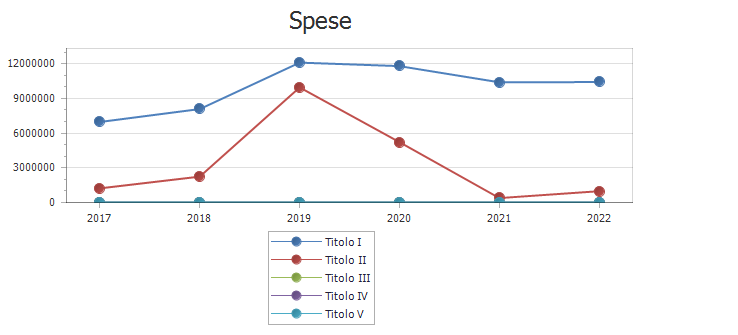 Spese
12000000
9000000
6000000
3000000
0
2017 2018 2019 2020 2021 2022
Titolo I
Titolo II
Titolo III
Titolo IV
Titolo V